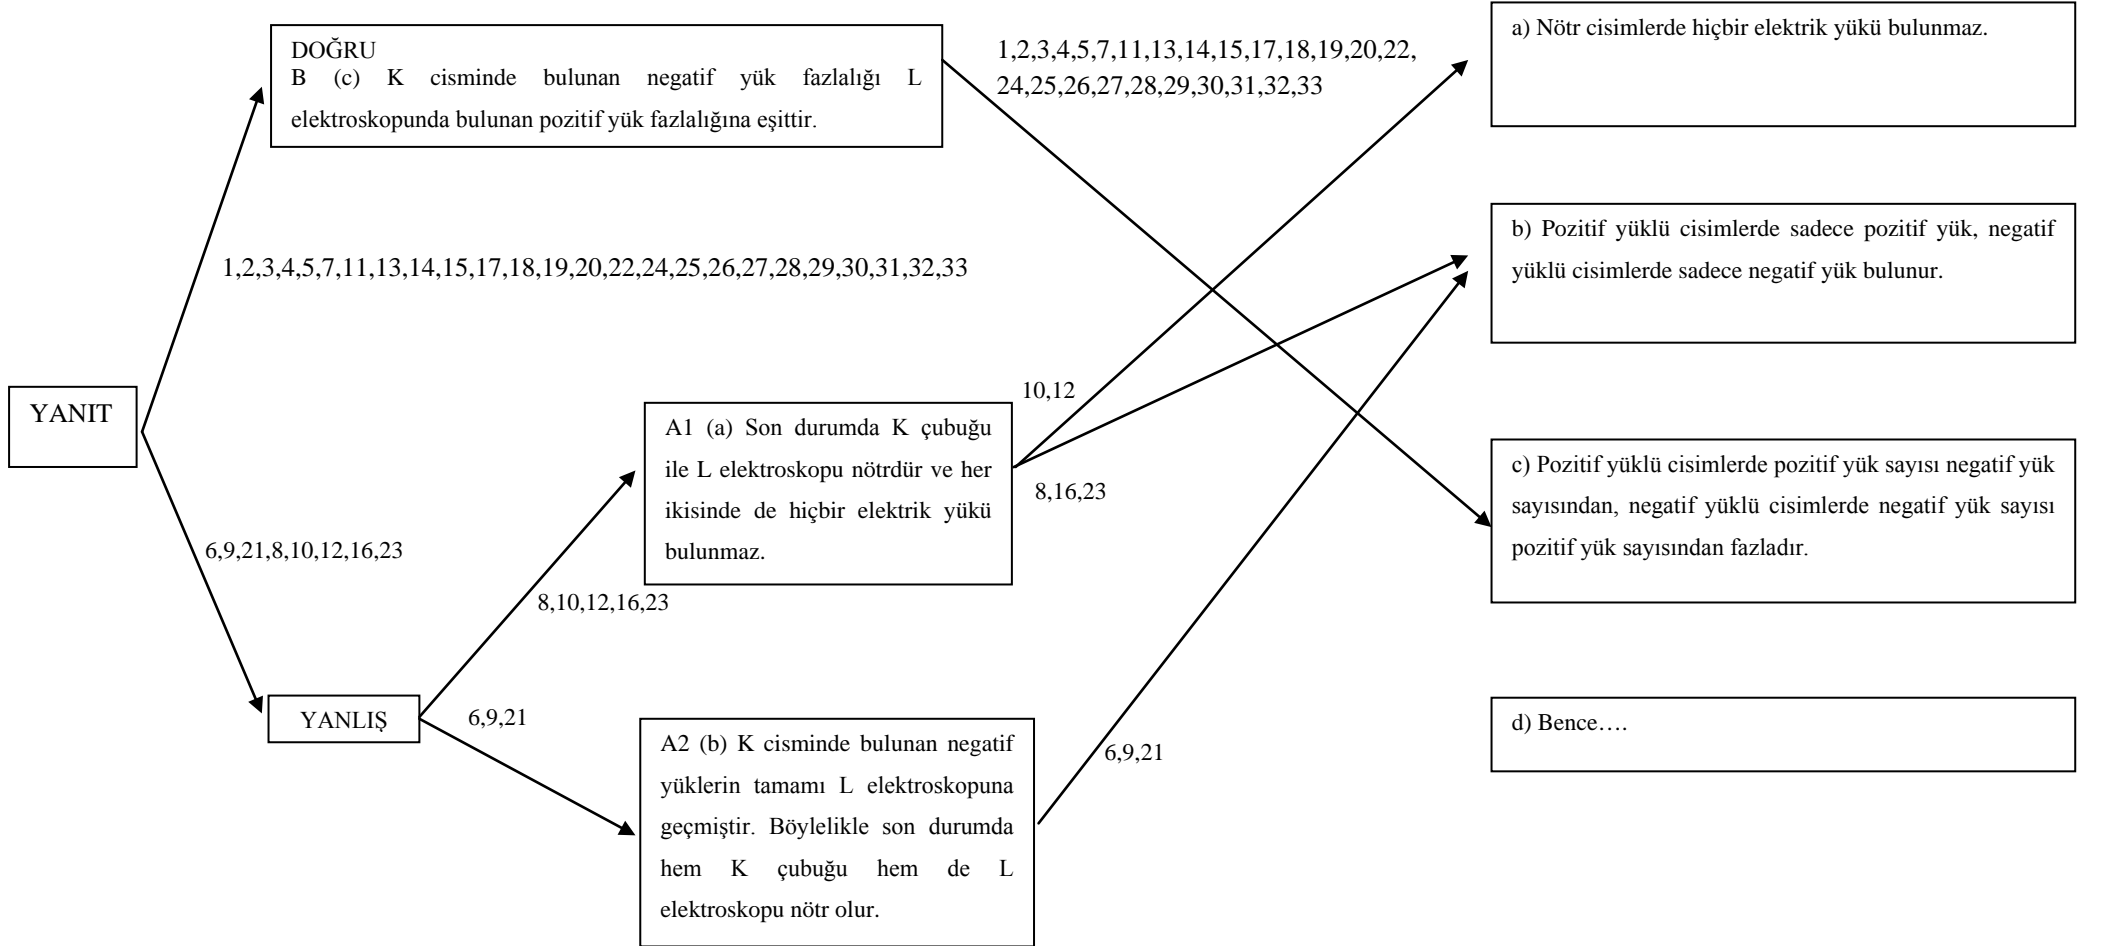 DOĞRU
B (c) K cisminde bulunan negatif yük fazlalığı L
elektroskopunda bulunan pozitif yük fazlalığına eşittir.
1,2,3,4,5,7,11,13,14,15,17,18,19,20,22,
24,25,26,27,28,29,30,31,32,33
a) Nötr cisimlerde hiçbir elektrik yükü bulunmaz.
1,2,3,4,5,7,11,13,14,15,17,18,19,20,22,24,25,26,27,28,29,30,31,32,33
b) Pozitif yüklü cisimlerde sadece pozitif yük, negatif
yüklü cisimlerde sadece negatif yük bulunur.
YANIT
10,12
A1 (a) Son durumda K çubuğu
ile L elektroskopu nötrdür ve her
ikisinde de hiçbir elektrik yükü
bulunmaz.
8,16,23
c) Pozitif yüklü cisimlerde pozitif yük sayısı negatif yük
sayısından, negatif yüklü cisimlerde negatif yük sayısı
pozitif yük sayısından fazladır.
6,9,21,8,10,12,16,23
8,10,12,16,23
YANLIŞ
6,9,21
A2 (b) K cisminde bulunan negatif
yüklerin tamamı L elektroskopuna
geçmiştir. Böylelikle son durumda
hem K çubuğu hem de L
elektroskopu nötr olur.
6,9,21
d) Bence….